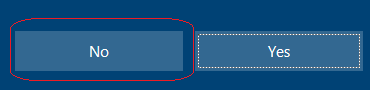 No Yes